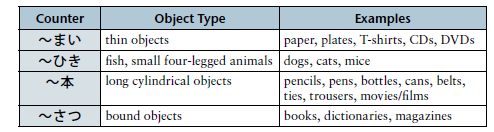 Counter Object Type Examples
～まい thin objects paper, plates, T-shirts, CDs, DVDs
～ひき fish, small four-legged animals dogs, cats, mice
～本 long cylindrical objects pencils, pens, bottles, cans, belts,
ties, trousers, movies/films
～さつ bound objects books, dictionaries, magazines